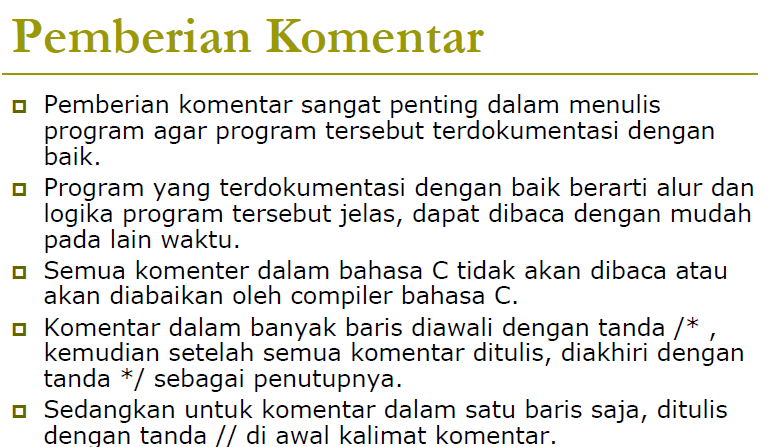 Pemberian Komentar
Pemberian komentar sangat penting dalam menulis
program agar program tersebut terdokumentasi dengan
baik.
Program yang terdokumentasi dengan baik berarti alur dan
logika program tersebut jelas, dapat dibaca dengan mudah
pada lain waktu.
Semua komenter dalam bahasa C tidak akan dibaca atau
akan diabaikan oleh compiler bahasa C.
Komentar dalam banyak baris diawali dengan tanda /* ,
kemudian setelah semua komentar ditulis, diakhiri dengan
tanda */ sebagai penutupnya.
Sedangkan untuk komentar dalam satu baris saja, ditulis
dengan tanda // di awal kalimat komentar.